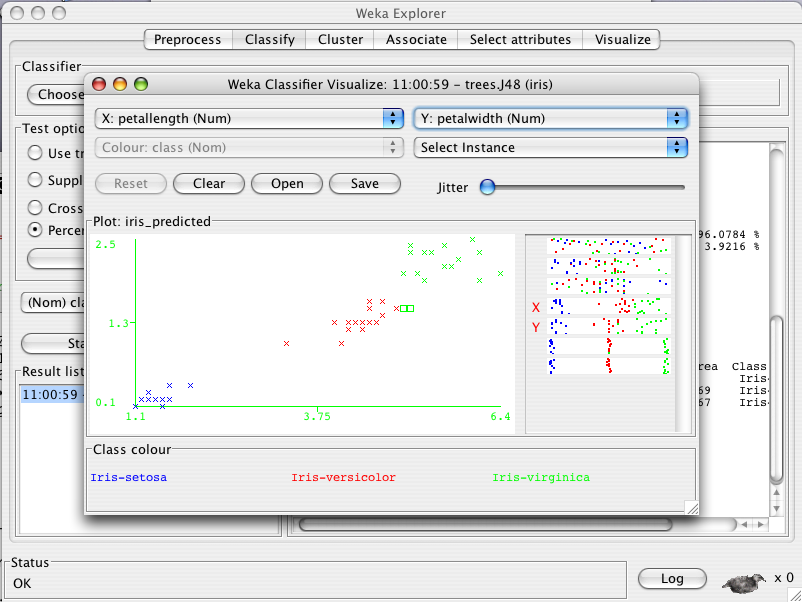 Weka Explorer
Preprocess Classify Cluster Associate Select attributes Visualize
Classifier
Choose
Weka Classifier Visualize: 11:00:59 - trees.J48 (iris)
X: petallength (Num) Y: petalwidth (Num)
Colour: class (Nom) Select Instance
Reset Clear Open Save Jitter
Plot: iris_predicted
2.5
1.3
0.1
1.1 3.75 6.4
X
Y
Class colour
Iris-setosa Iris-versicolor Iris-virginica
Test optio
Use tr
Suppl
Cross
Percer
(Nom) cla
Sta
Result list
11:00:59 -
96.0784 %
3.9216 %
rea Class
Iris-
69 Iris-
67 Iris-
Status
OK
Log
x 0